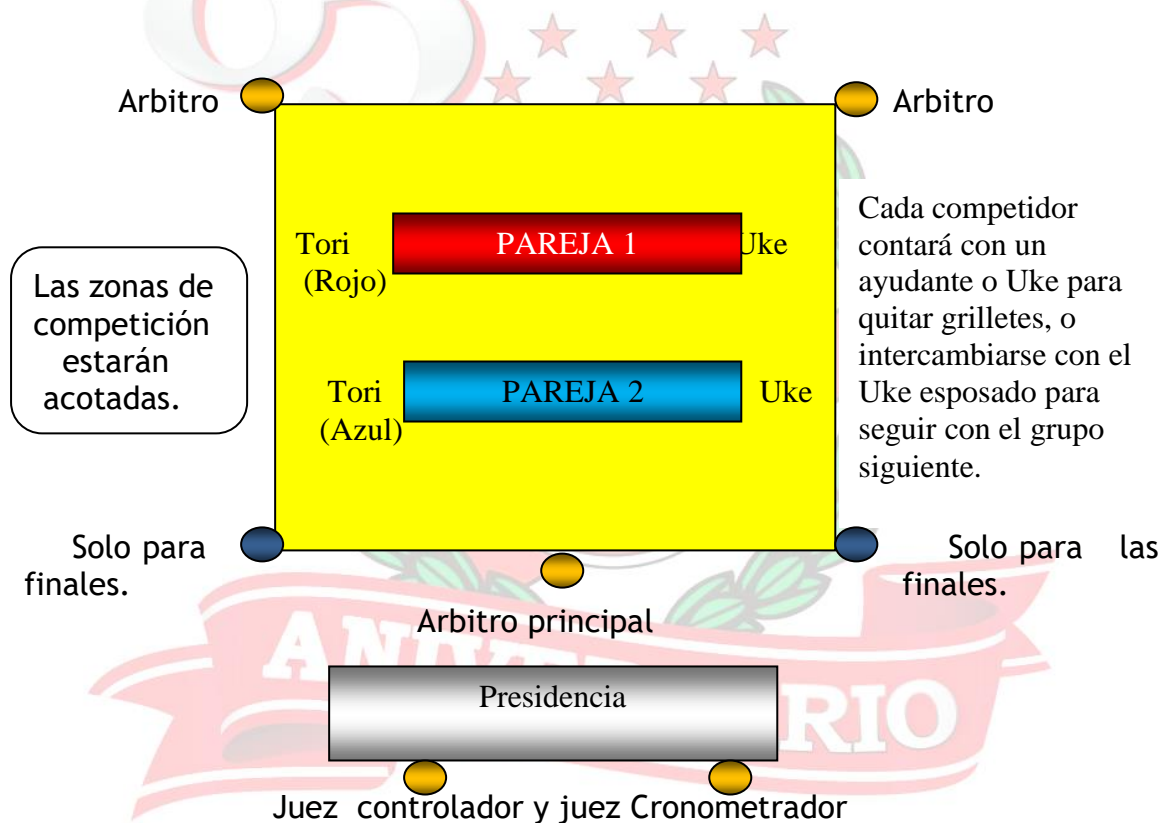 Arbitro
Arbitro
Tori
(Rojo)
PAREJA 1
Uke
Las zonas de
competición
estarán
acotadas.
Cada competidor
contará con un
ayudante o Uke para
quitar grilletes, o
intercambiarse con el
Uke esposado para
seguir con el grupo
siguiente.
Tori
(Azul)
PAREJA 2
Uke
Solo para
finales.
Solo para las
finales.
Arbitro principal
Presidencia
Juez controlador y juez Cronometrador